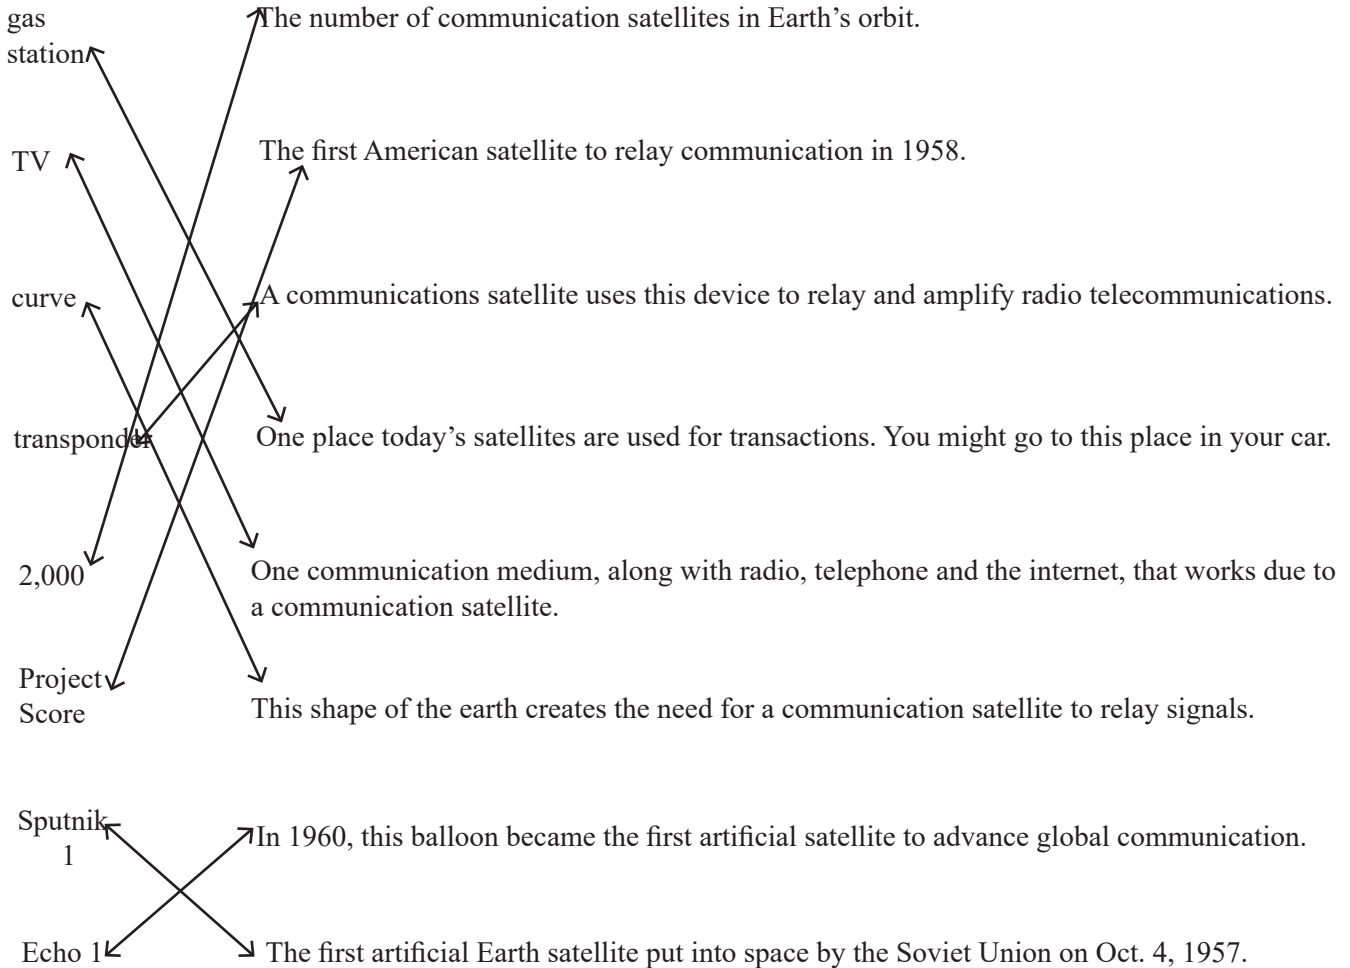 gas
station
The number of communication satellites in Earth’s orbit.
TV
The first American satellite to relay communication in 1958.
curve
A communications satellite uses this device to relay and amplify radio telecommunications.
transponder
One place today’s satellites are used for transactions. You might go to this place in your car.
2,000
One communication medium, along with radio, telephone and the internet, that works due to
a communication satellite.
Project
Score
This shape of the earth creates the need for a communication satellite to relay signals.
Sputnik
1
In 1960, this balloon became the first artificial satellite to advance global communication.
Echo 1
The first artificial Earth satellite put into space by the Soviet Union on Oct. 4, 1957.